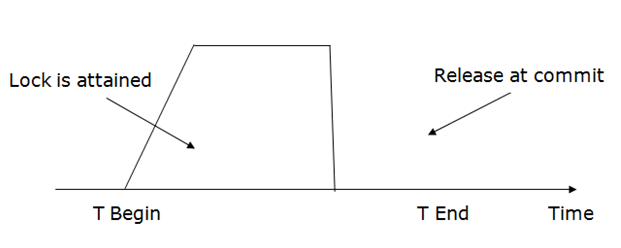 Lock is attained
Release at commit
T Begin
T End
Time